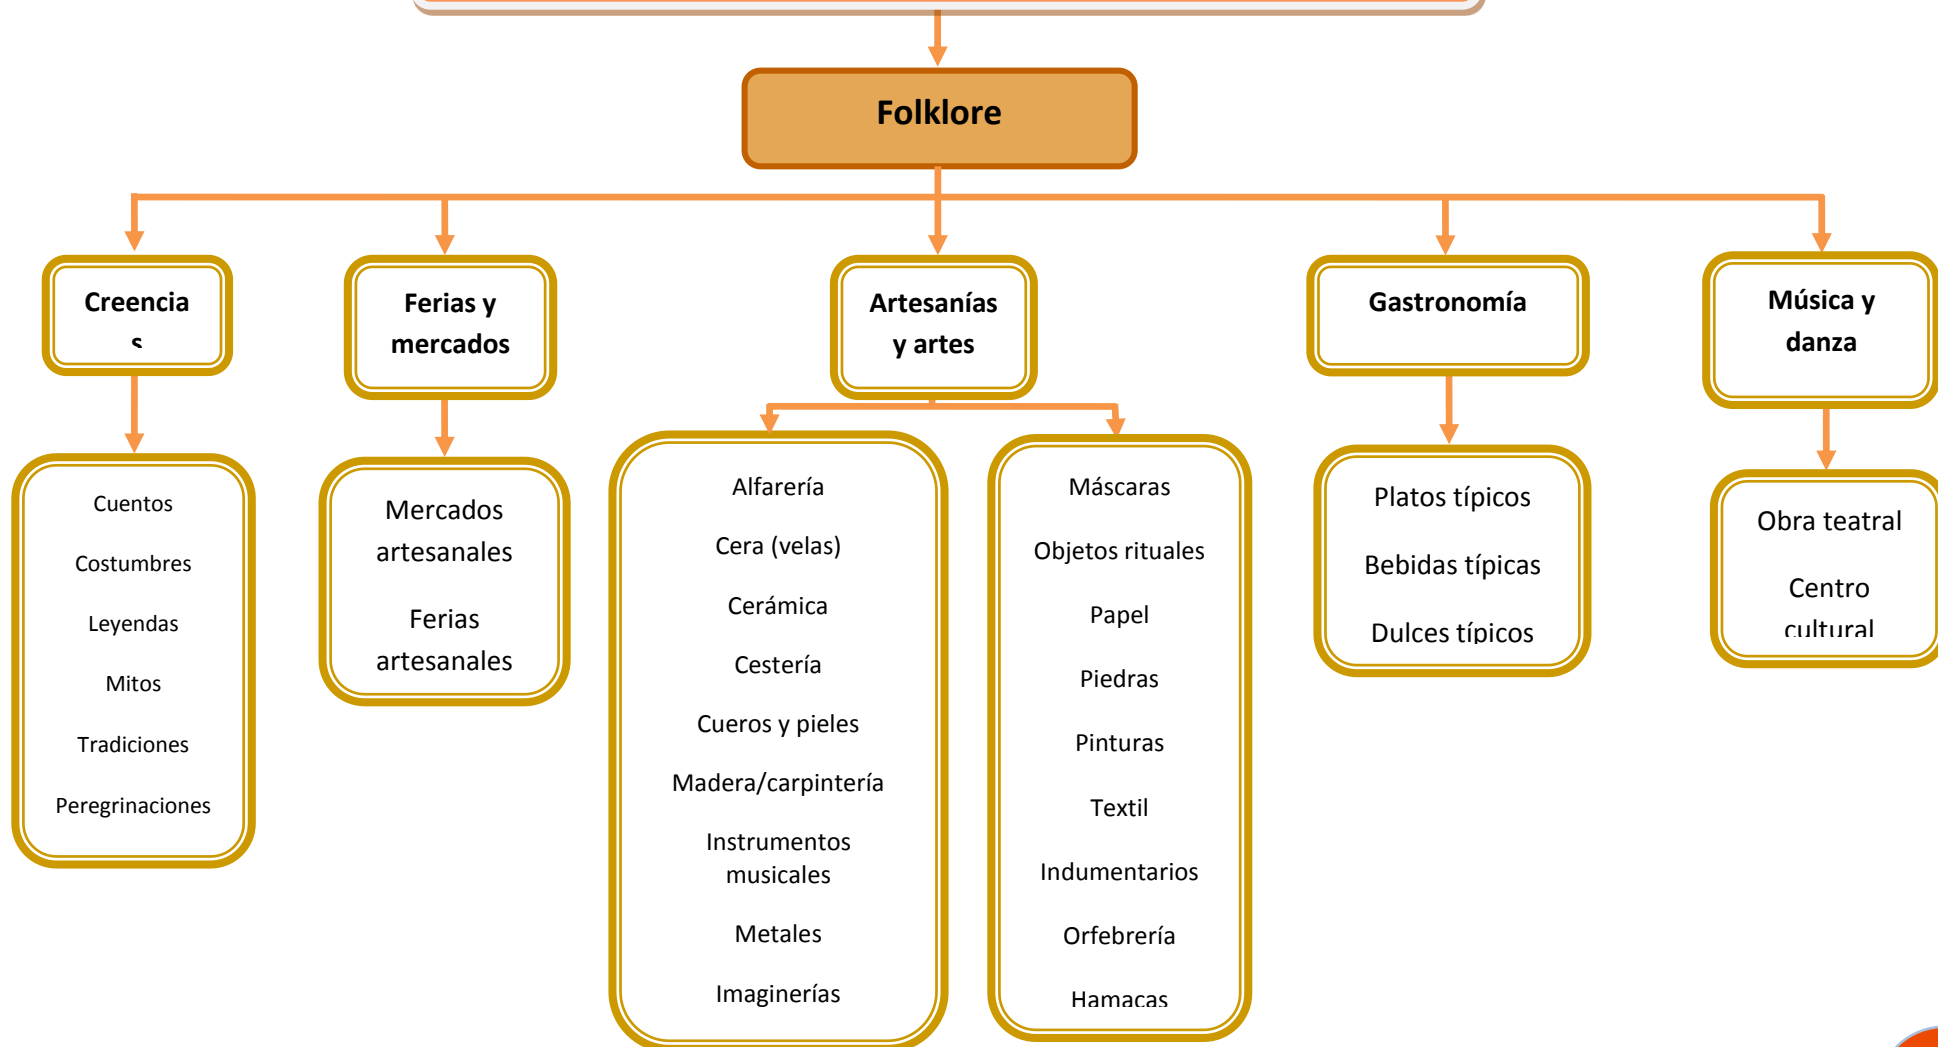 Folklore
Creencia
s
Ferias y
mercados
Artesanías
y artes
Gastronomía
Música y
danza
Cuentos
Costumbres
Leyendas
Mitos
Tradiciones
Peregrinaciones
Mercados
artesanales
Ferias
artesanales
Alfarería
Cera (velas)
Cerámica
Cestería
Cueros y pieles
Madera/carpintería
Instrumentos
musicales
Metales
Imaginerías
Máscaras
Objetos rituales
Papel
Piedras
Pinturas
Textil
Indumentarios
Orfebrería
Hamacas
Platos típicos
Bebidas típicas
Dulces típicos
Obra teatral
Centro
cultural